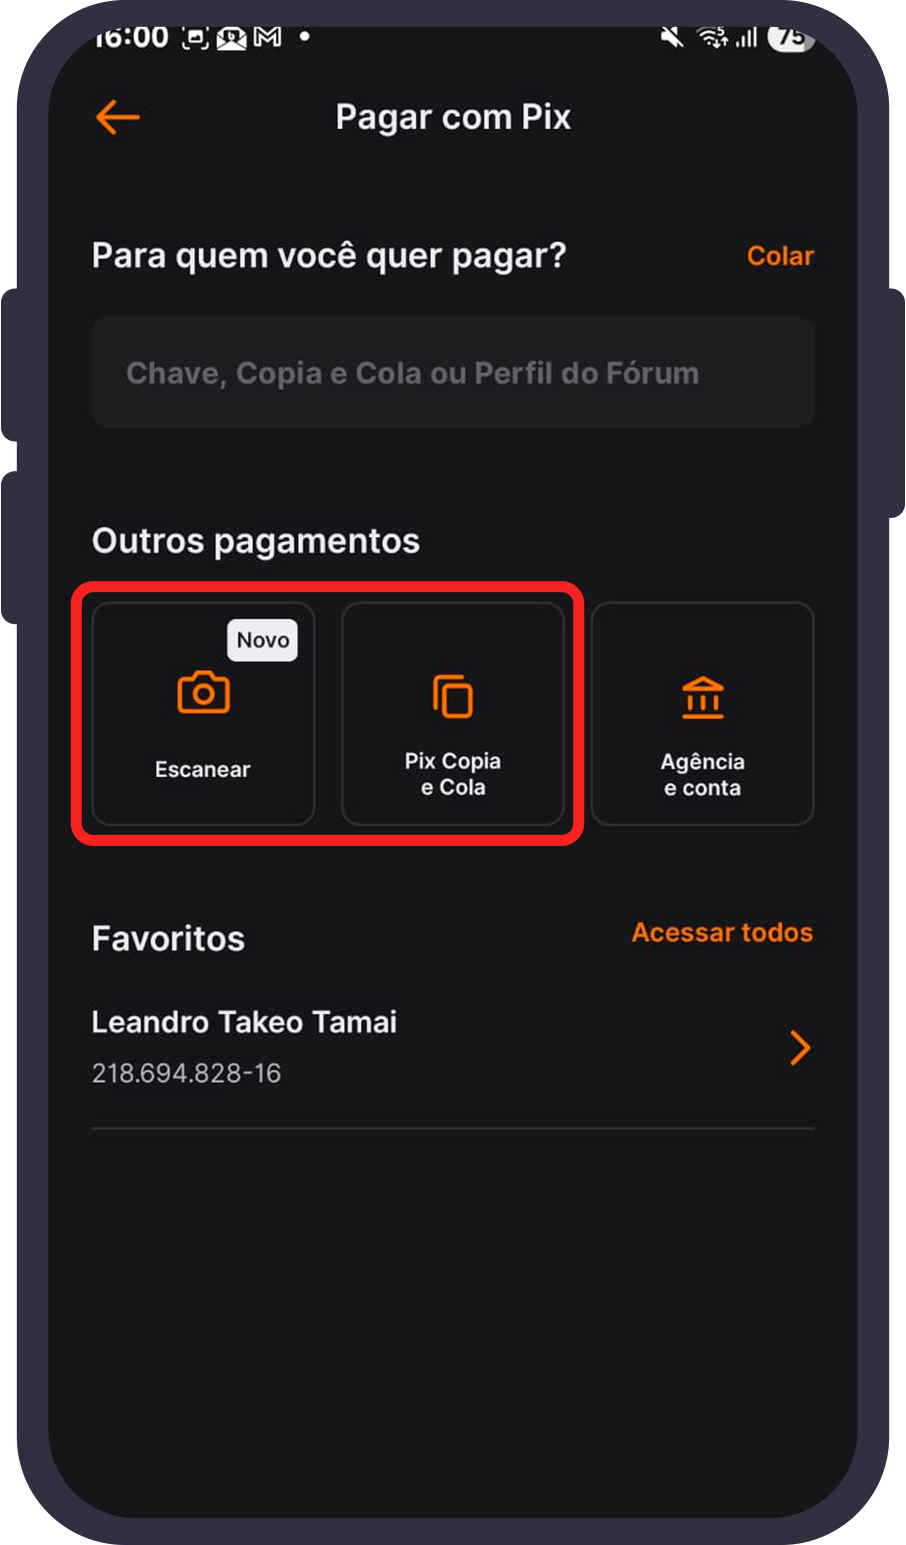 16:00
75
Pagar com Pix
Para quem você quer pagar?
Colar
Chave, Copia e Cola ou Perfil do Fórum
Outros pagamentos
Novo
Escanear
Pix Copia
e Cola
Agência
e conta
Favoritos
Acessar todos
Leandro Takeo Tamai
218.694.828-16